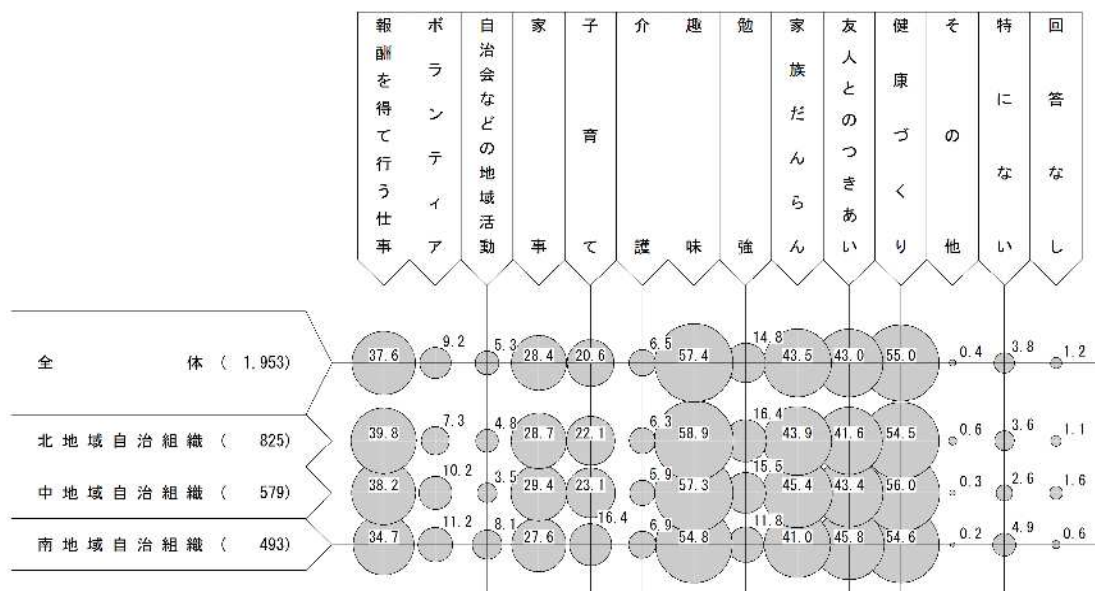 報酬を得て行う仕事
ボランティア
自治会などの地域活動
家事
子育て
介護
趣味
勉強
家族だんらん
友人とのつきあい
健康づくり
その他
特にない
回答なし
全体 ( 1,953) 37.6 9.2 5.3 28.4 20.6 6.5 57.4 14.8 43.5 43.0 55.0 0.4 3.8 1.2
北地域自治組織 ( 825) 39.8 7.3 4.8 28.7 22.1 6.3 58.9 16.4 43.9 41.6 54.5 0.6 3.6 1.1
中地域自治組織 ( 579) 38.2 10.2 3.5 29.4 23.1 5.9 57.3 15.5 45.4 43.4 56.0 0.3 2.6 1.6
南地域自治組織 ( 493) 34.7 11.2 8.1 27.6 16.4 6.9 54.8 11.8 41.0 45.8 54.6 0.2 4.9 0.6